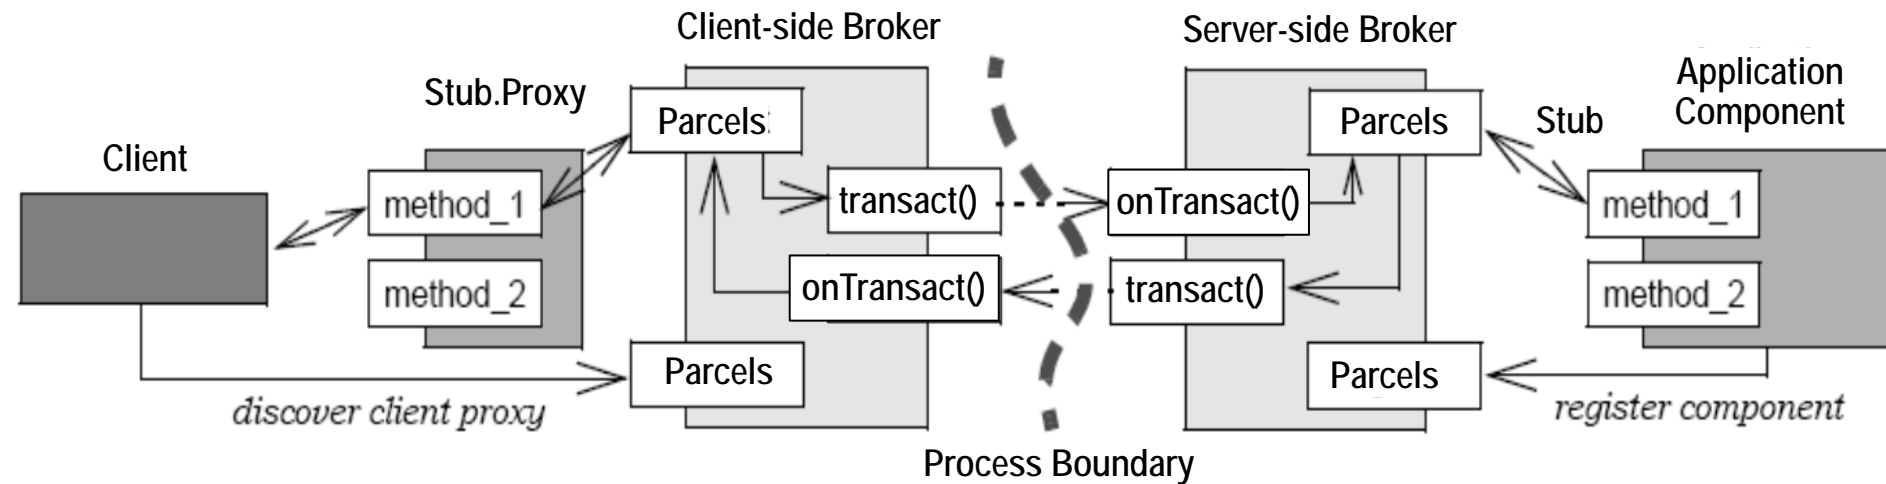 Client-side Broker
Server-side Broker
Application
Component
Stub.Proxy
Parcels
Parcels
Stub
Client
method_1
transact()
onTransact()
method_1
method_2
onTransact()
transact()
method_2
Parcels
Parcels
discover client proxy
register component
Process Boundary